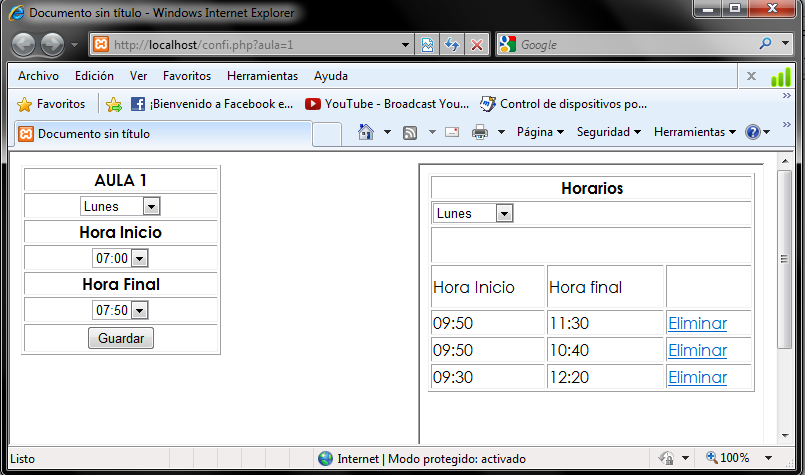 Documento sin título - Windows Internet Explorer
http://localhost/confi.php?aula=1
Google
Archivo Edición Ver Favoritos Herramientas Ayuda
Favoritos ¡Bienvenido a Facebook e... YouTube - Broadcast You... Control de dispositivos po...
Documento sin título
Página Seguridad Herramientas
AULA 1
Lunes
Hora Inicio
07:00
Hora Final
07:50
Guardar
Horarios
Lunes
Hora Inicio Hora final
09:50 11:30 Eliminar
09:50 10:40 Eliminar
09:30 12:20 Eliminar
Listo Internet | Modo protegido: activado 100%